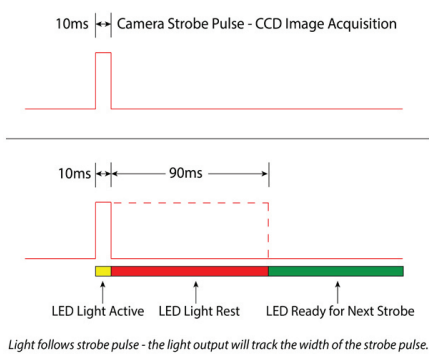 10ms Camera Strobe Pulse - CCD Image Acquisition
10ms 90ms
LED Light Active LED Light Rest LED Ready for Next Strobe
Light follows strobe pulse - the light output will track the width of the strobe pulse.